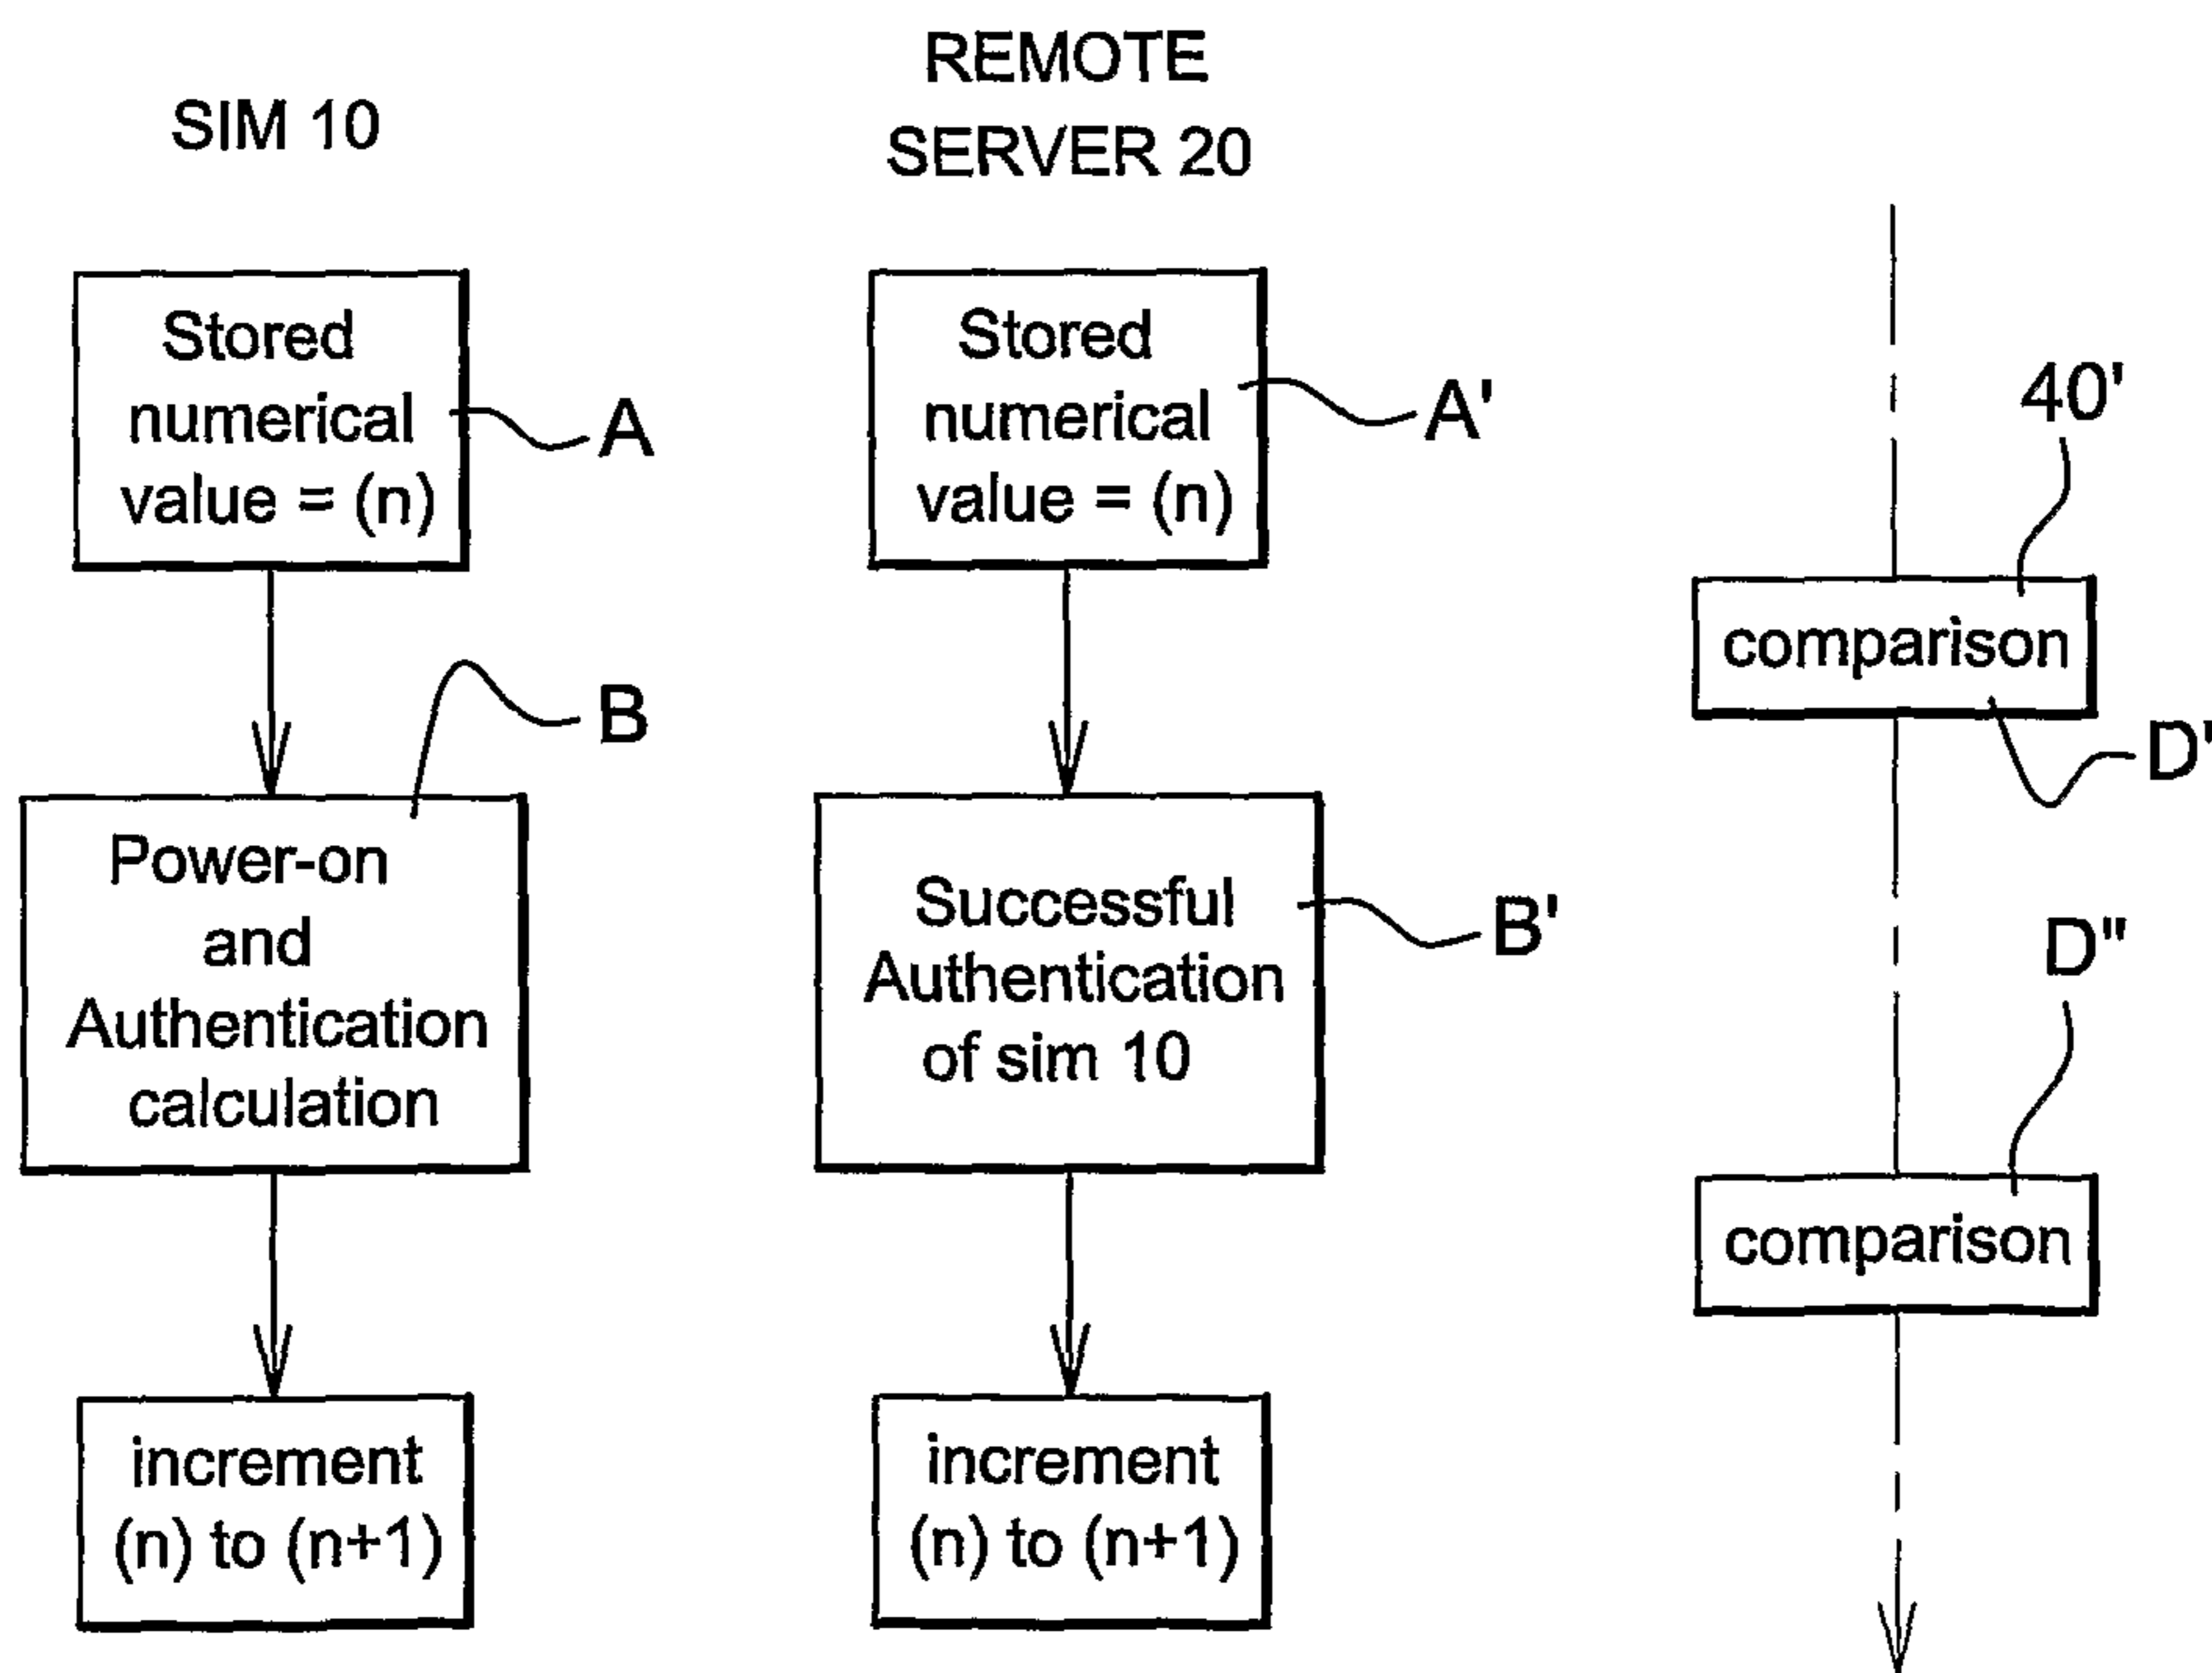 SIM 10
Stored
numerical
value = (n)
A
Power-on
and
Authentication
calculation
B
increment
(n) to (n+1)
REMOTE
SERVER 20
Stored
numerical
value = (n)
A'
Successful
Authentication
of sim 10
B'
increment
(n) to (n+1)
40'
comparison
D'
D"
comparison